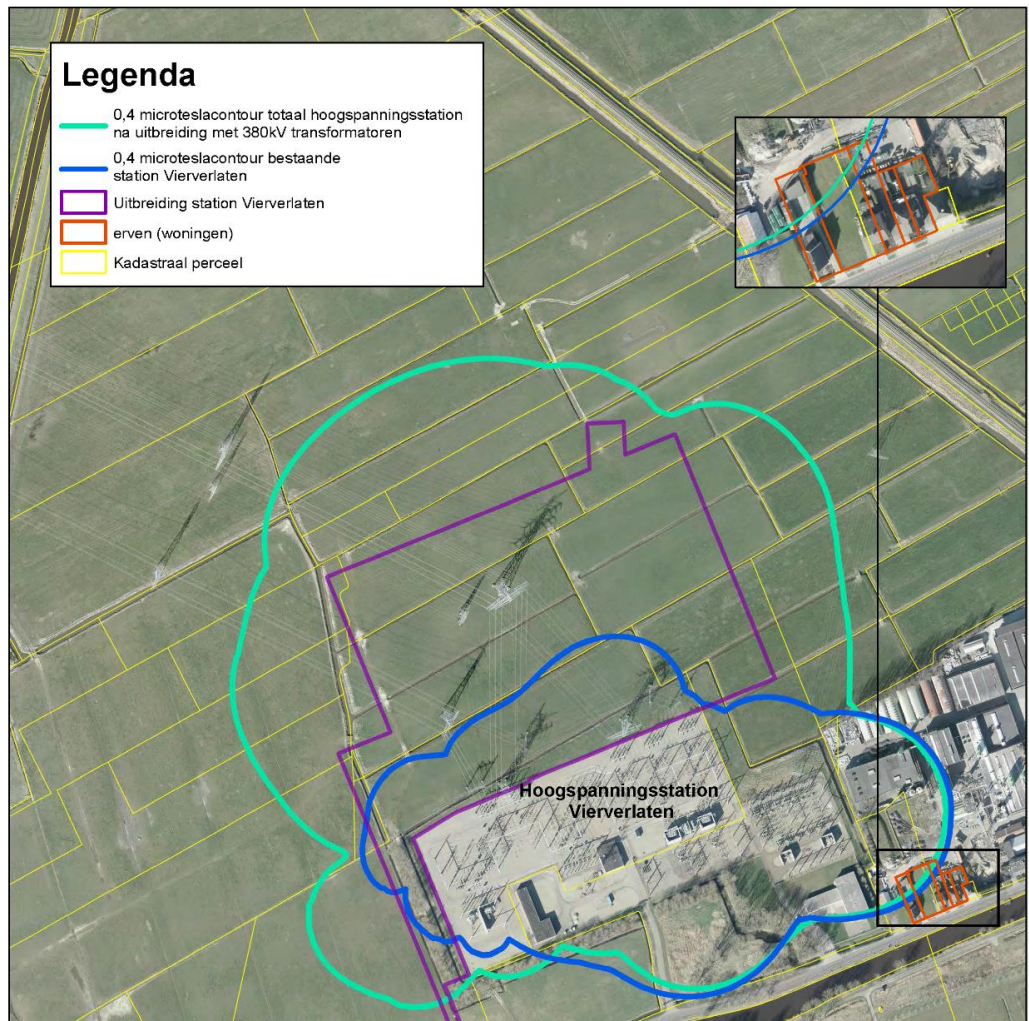 Legenda
0,4 microteslacontour totaal hoogspanningsstation
na uitbreiding met 380kV transformatoren
0,4 microteslacontour bestaande
station Vierverlaten
Uitbreiding station Vierverlaten
erven (woningen)
Kadastraal perceel
Hoogspanningsstation
Vierverlaten